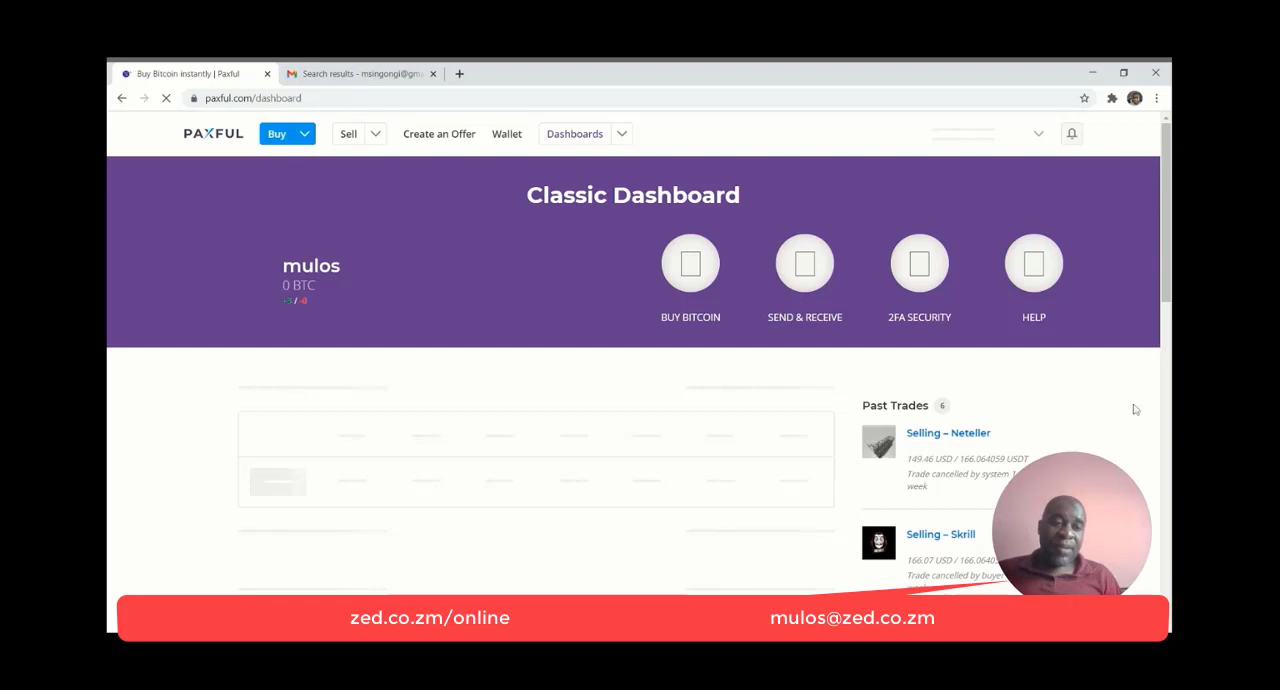 Buy Bitcoin instantly | Paxful
Search results - msingongi@gm
paxful.com/dashboard
PAXFUL
Buy
Sell
Create an Offer
Wallet
Dashboards
Classic Dashboard
mulos
0 BTC
/ -0
BUY BITCOIN
SEND & RECEIVE
2FA SECURITY
HELP
Past Trades 6
Selling – Neteller
149.46 USD / 166.064059 USDT
Trade cancelled by system
week
Selling – Skrill
166.07 USD / 166.0640
Trade cancelled by buyer
zed.co.zm/online
mulos@zed.co.zm